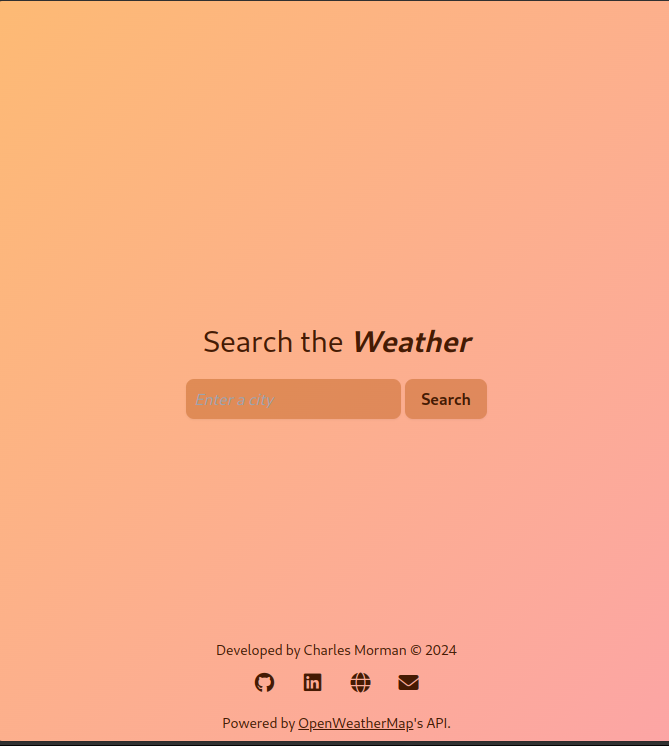 Search the Weather
Enter a city Search
Developed by Charles Morman © 2024
Powered by OpenWeatherMap's API.